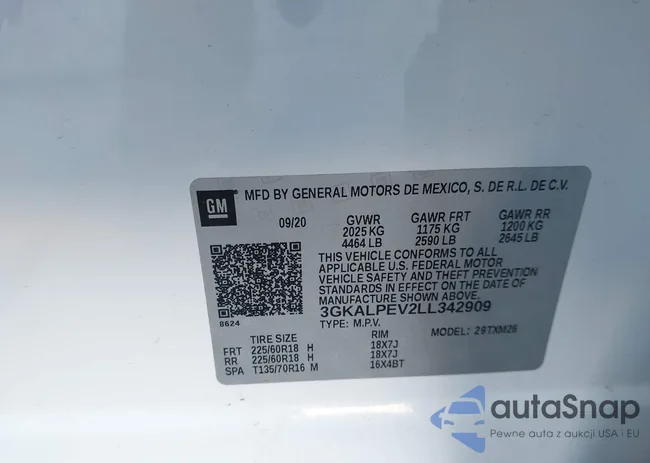 GM
MFD BY GENERAL MOTORS DE MEXICO, S. DE R.L. DE C.V.
09/20 GVWR GAWR FRT GAWR RR
2025 KG 1175 KG 1200 KG
4464 LB 2590 LB 2645 LB
THIS VEHICLE CONFORMS TO ALL
APPLICABLE U.S. FEDERAL MOTOR
VEHICLE SAFETY AND THEFT PREVENTION
STANDARDS IN EFFECT ON THE DATE
OF MANUFACTURE SHOWN ABOVE.
3GKALPEV2LL342909
8624 TYPE: M.P.V. MODEL: 29TXM26
TIRE SIZE RIM
FRT 225/60R18 H 18X7J
RR 225/60R18 H 18X7J
SPA T135/70R16 M 16X4BT
autaSnap
Pewne auta z aukcji USA i EU